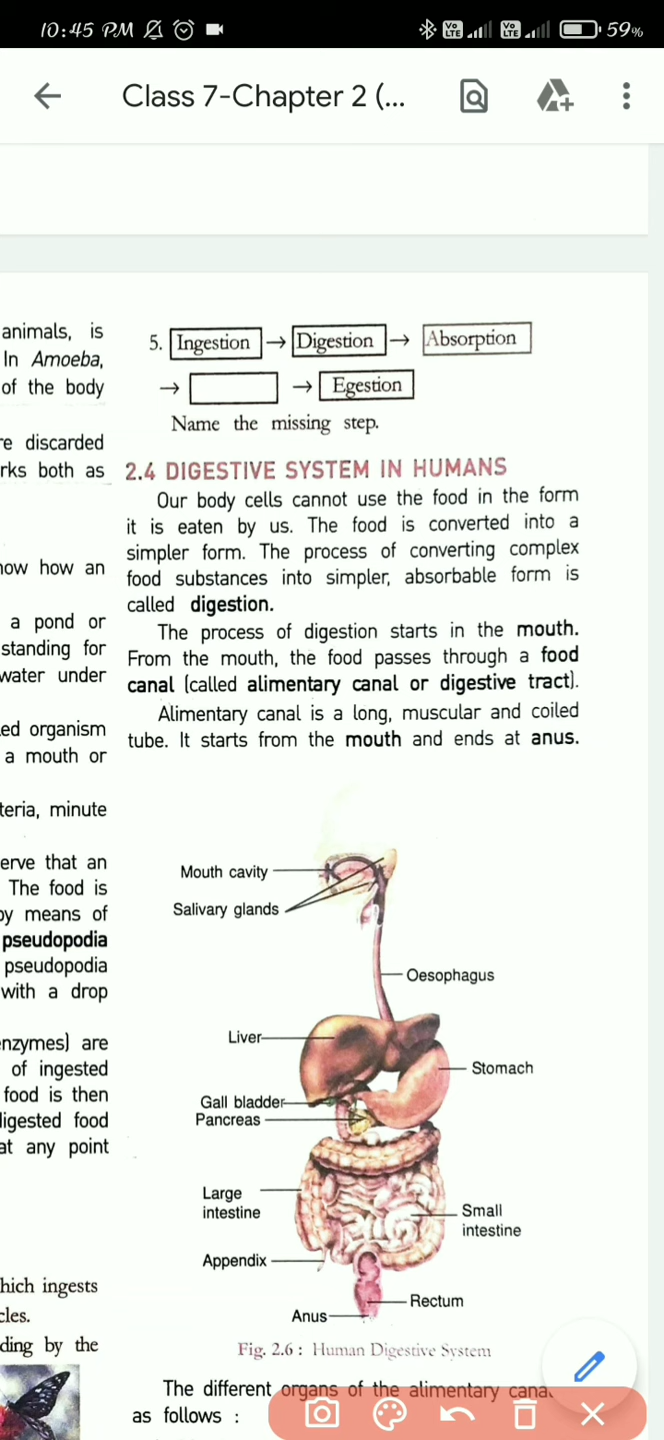 10:45 PM
Vo LTE
Vo LTE
59%
Class 7-Chapter 2 (...
animals, is
In Amoeba,
of the body
re discarded
rks both as
now how an
a pond or
standing for
water under
ed organism
a mouth or
teria, minute
erve that an
The food is
by means of
pseudopodia
pseudopodia
with a drop
enzymes) are
of ingested
food is then
digested food
at any point
hich ingests
cles.
ding by the
5. Ingestion → Digestion → Absorption
→ → Egestion
Name the missing step.
2.4 DIGESTIVE SYSTEM IN HUMANS
Our body cells cannot use the food in the form
it is eaten by us. The food is converted into a
simpler form. The process of converting complex
food substances into simpler, absorbable form is
called digestion.
The process of digestion starts in the mouth.
From the mouth, the food passes through a food
canal (called alimentary canal or digestive tract).
Alimentary canal is a long, muscular and coiled
tube. It starts from the mouth and ends at anus.
Mouth cavity
Salivary glands
Oesophagus
Liver
Stomach
Gall bladder
Pancreas
Large
intestine
Small
intestine
Appendix
Rectum
Anus
Fig. 2.6 : Human Digestive System
The different organs of the alimentary cana
as follows :